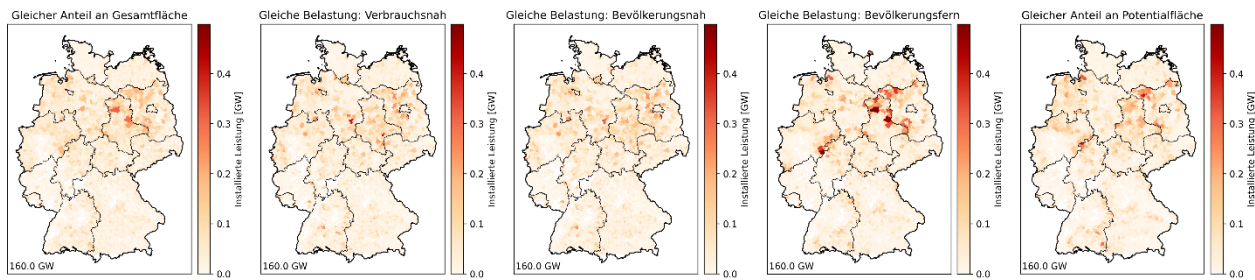 Gleicher Anteil an Gesamtfläche
0.4
0.3
0.2
0.1
0.0
Installierte Leistung [GW]
160.0 GW
Gleiche Belastung: Verbrauchsnah
0.4
0.3
0.2
0.1
0.0
Installierte Leistung [GW]
160.0 GW
Gleiche Belastung: Bevölkerungsnah
0.4
0.3
0.2
0.1
0.0
Installierte Leistung [GW]
160.0 GW
Gleiche Belastung: Bevölkerungsfern
0.4
0.3
0.2
0.1
0.0
Installierte Leistung [GW]
160.0 GW
Gleicher Anteil an Potentialfläche
0.4
0.3
0.2
0.1
0.0
Installierte Leistung [GW]
160.0 GW